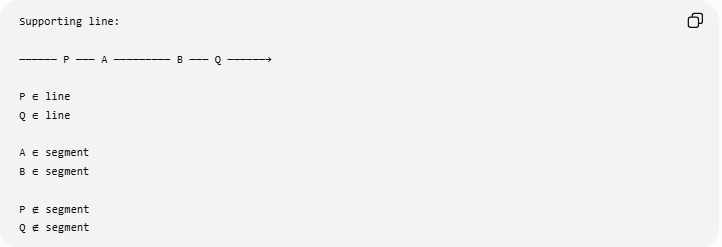 Supporting line:
────── P ─── A ───────── B ─── Q ──────→
P ∈ line
Q ∈ line
A ∈ segment
B ∈ segment
P ∉ segment
Q ∉ segment